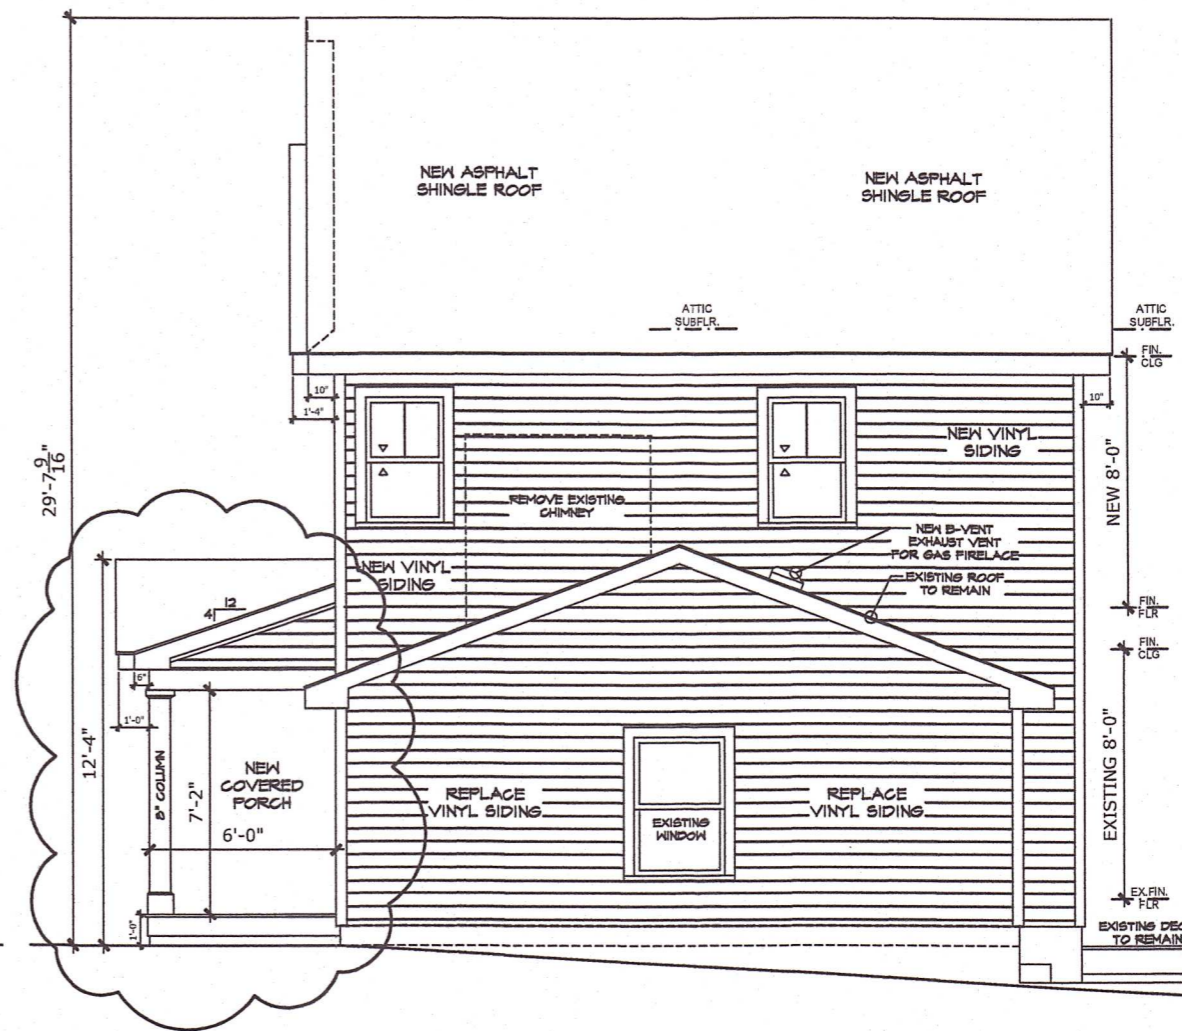 NEW ASPHALT
SHINGLE ROOF
NEW ASPHALT
SHINGLE ROOF
ATTIC
SUBFLR.
ATTIC
SUBFLR.
FIN.
CLG
10"
1'-4"
10"
NEW VINYL
SIDING
29'-7 9/16"
NEW 8'-0"
REMOVE EXISTING
CHIMNEY
NEW B-VENT
EXHAUST VENT
FOR GAS FIRELACE
NEW VINYL
SIDING
EXISTING ROOF
TO REMAIN
12
4
FIN.
FLR
FIN.
CLG
6"
1'-0"
12'-4"
8" COLUMN
7'-2"
NEW
COVERED
PORCH
6'-0"
REPLACE
VINYL SIDING
EXISTING
WINDOW
REPLACE
VINYL SIDING
EXISTING 8'-0"
EX.FIN.
FLR
1'-0"
EXISTING DEC
TO REMAIN